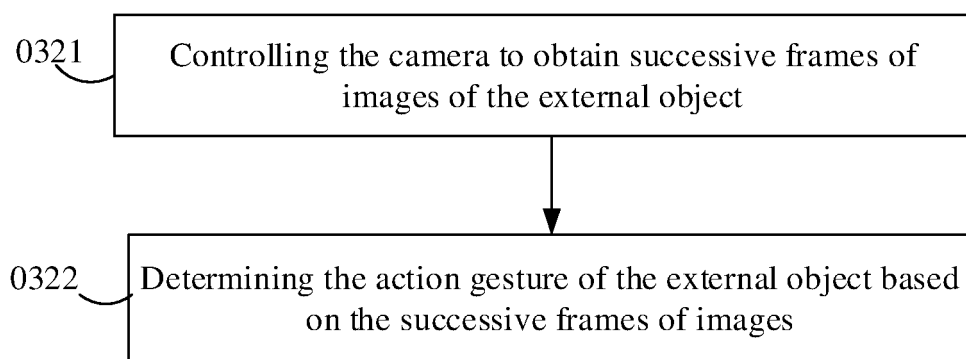 0321
Controlling the camera to obtain successive frames of
images of the external object
0322
Determining the action gesture of the external object based
on the successive frames of images